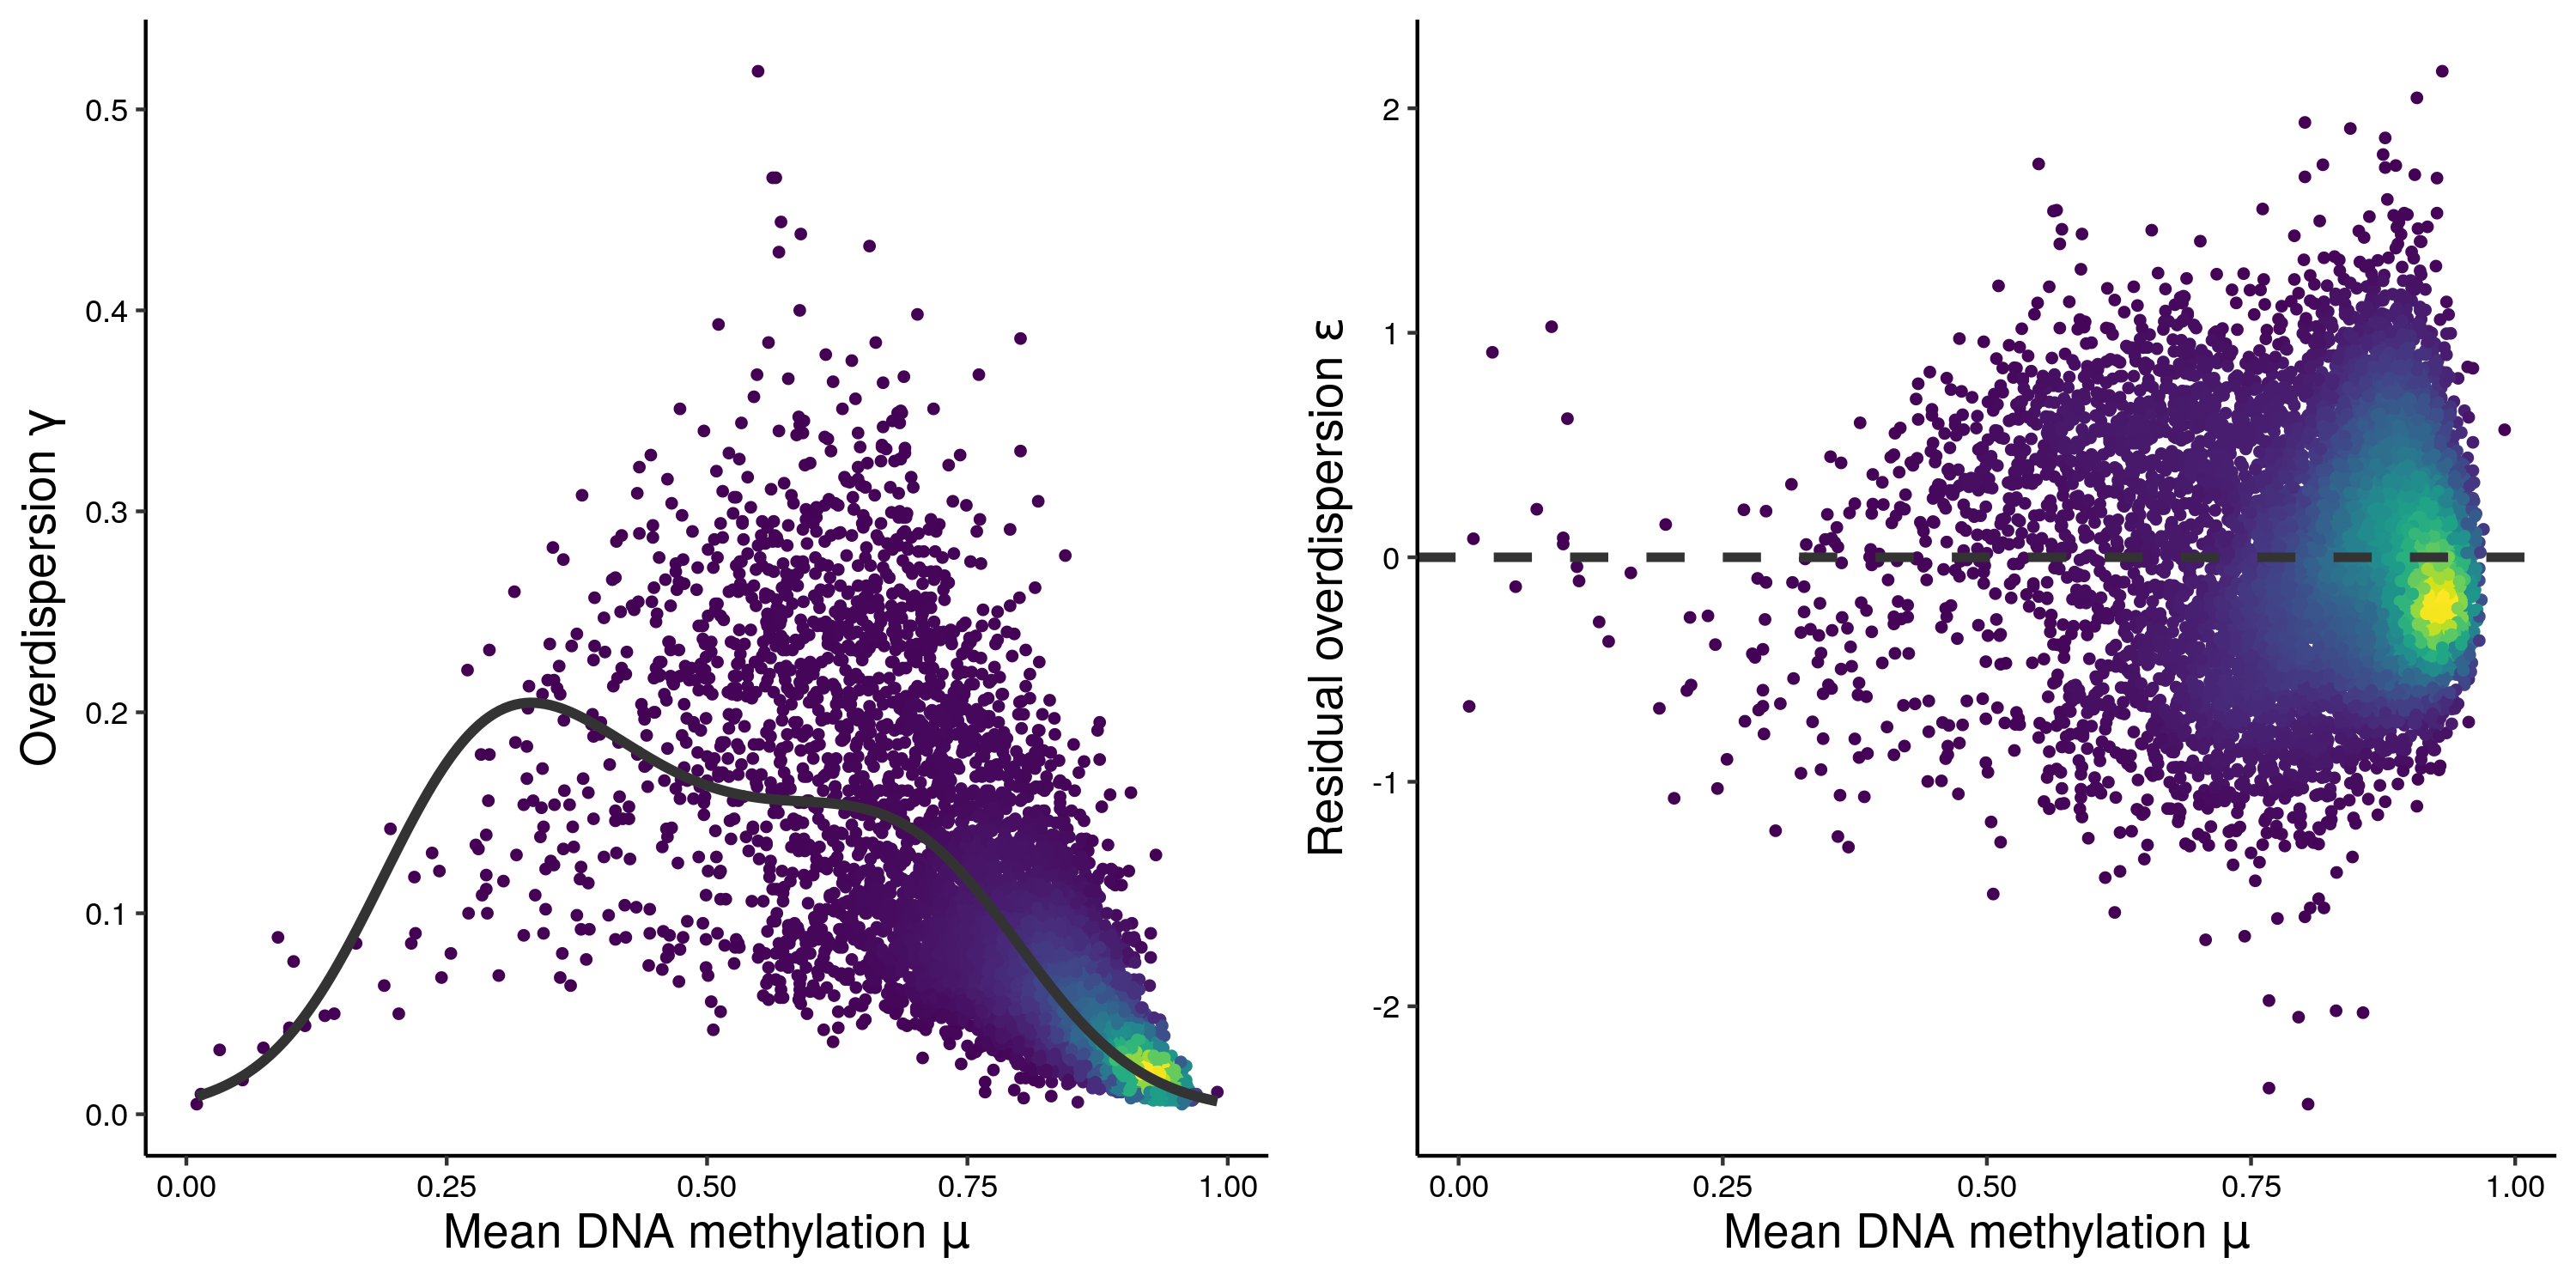 Overdispersion γ
0.5
0.4
0.3
0.2
0.1
0.0
0.00 0.25 0.50 0.75 1.00
Mean DNA methylation μ
Residual overdispersion ε
2
1
0
-1
-2
0.00 0.25 0.50 0.75 1.00
Mean DNA methylation μ